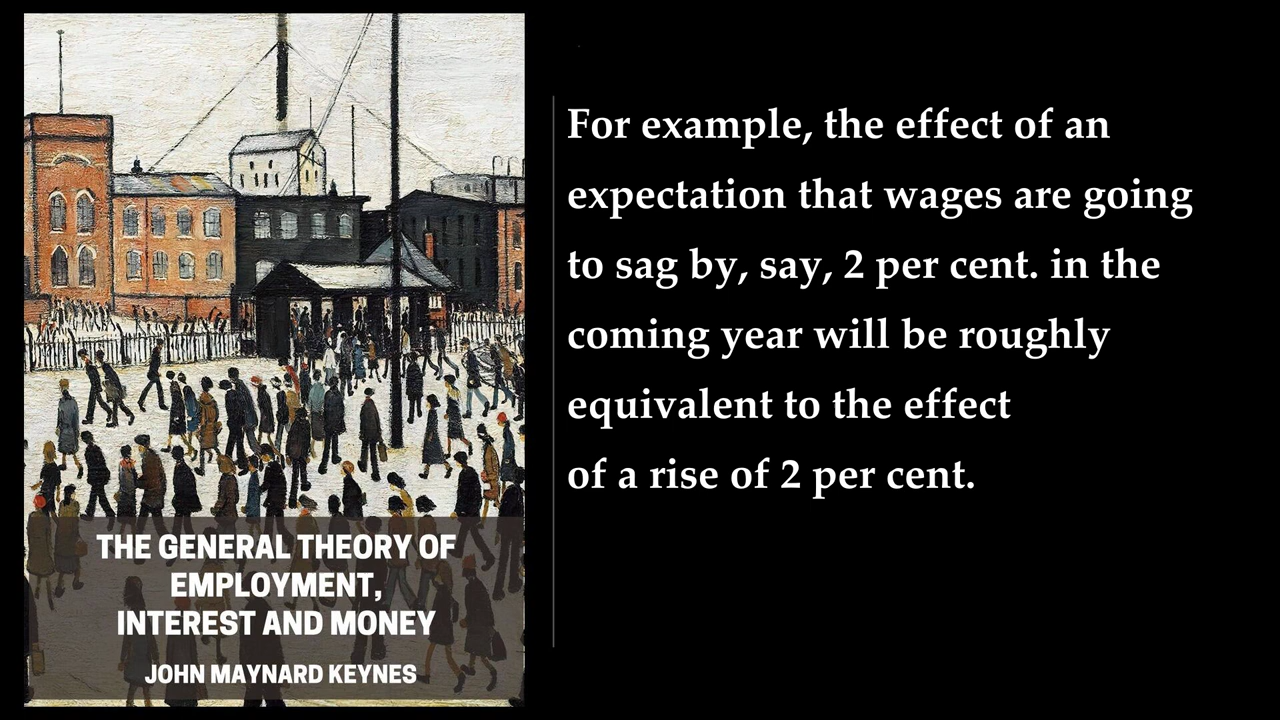 THE GENERAL THEORY OF
EMPLOYMENT,
INTEREST AND MONEY
JOHN MAYNARD KEYNES
For example, the effect of an
expectation that wages are going
to sag by, say, 2 per cent. in the
coming year will be roughly
equivalent to the effect
of a rise of 2 per cent.